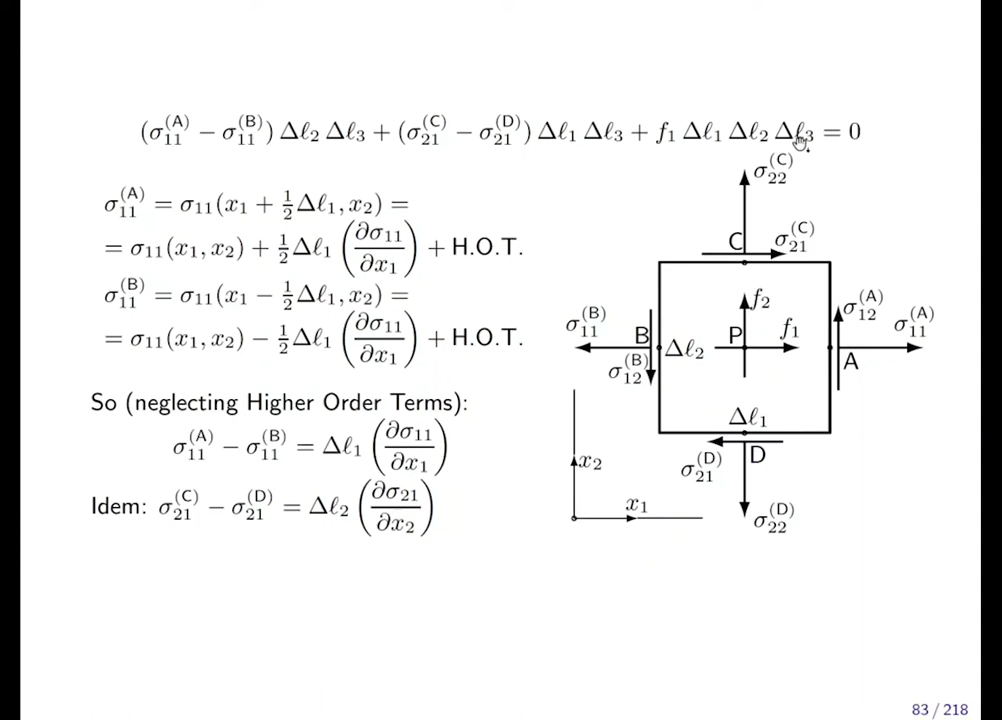 (σ₁₁^(A) − σ₁₁^(B)) Δℓ₂ Δℓ₃ + (σ₂₁^(C) − σ₂₁^(D)) Δℓ₁ Δℓ₃ + f₁ Δℓ₁ Δℓ₂ Δℓ₃ = 0
σ₁₁^(A) = σ₁₁(x₁ + ½Δℓ₁, x₂) =
= σ₁₁(x₁, x₂) + ½Δℓ₁ (∂σ₁₁/∂x₁) + H.O.T.
σ₁₁^(B) = σ₁₁(x₁ − ½Δℓ₁, x₂) =
= σ₁₁(x₁, x₂) − ½Δℓ₁ (∂σ₁₁/∂x₁) + H.O.T.
So (neglecting Higher Order Terms):
σ₁₁^(A) − σ₁₁^(B) = Δℓ₁ (∂σ₁₁/∂x₁)
Idem: σ₂₁^(C) − σ₂₁^(D) = Δℓ₂ (∂σ₂₁/∂x₂)
σ₂₂^(C)
C
σ₂₁^(C)
σ₁₁^(B)
B
σ₁₂^(B)
Δℓ₂
P
f₂
f₁
σ₁₂^(A)
σ₁₁^(A)
A
Δℓ₁
σ₂₁^(D)
D
σ₂₂^(D)
x₂
x₁
83 / 218